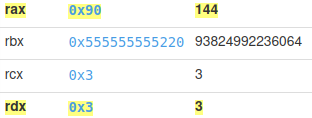 rax 0x90 144
rbx 0x555555555220 93824992236064
rcx 0x3 3
rdx 0x3 3